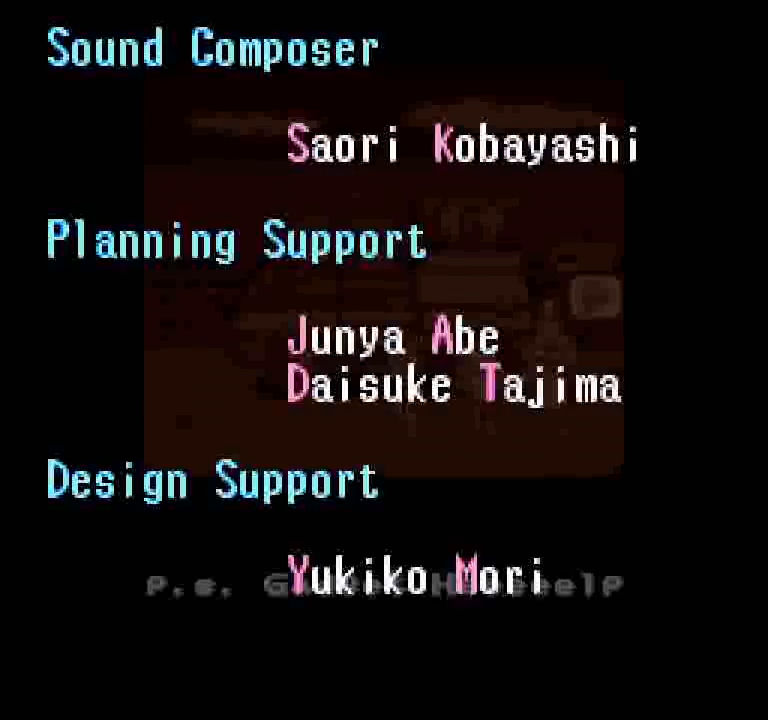 Sound Composer
Saori Kobayashi
Planning Support
Junya Abe
Daisuke Tajima
Design Support
Yukiko Mori
P.e.